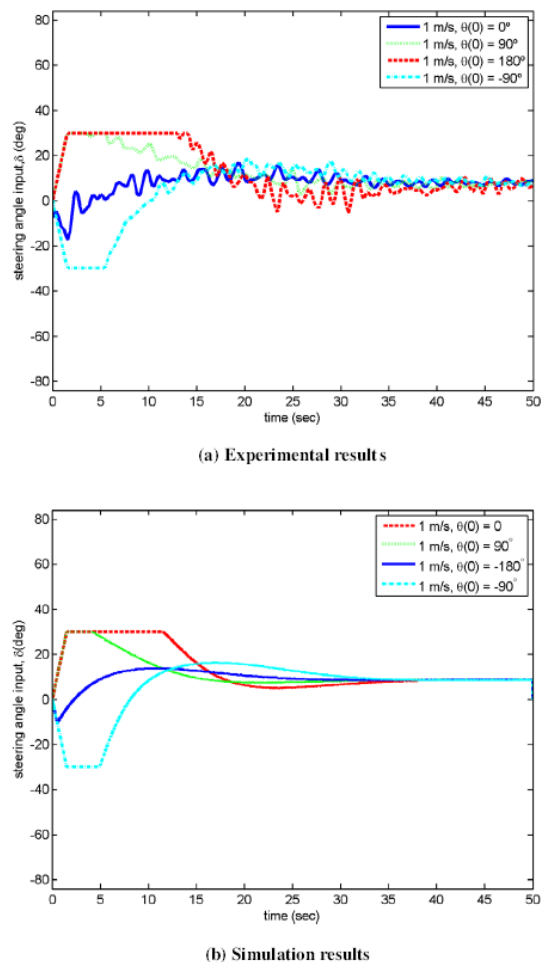 80
60
40
20
0
-20
-40
-60
-80
steering angle input,δ (deg)
1 m/s, θ(0) = 0º
1 m/s, θ(0) = 90º
1 m/s, θ(0) = 180º
1 m/s, θ(0) = -90º
0 5 10 15 20 25 30 35 40 45 50
time (sec)
(a) Experimental results
80
60
40
20
0
-20
-40
-60
-80
steering angle input, δ(deg)
1 m/s, θ(0) = 0
1 m/s, θ(0) = 90°
1 m/s, θ(0) = -180°
1 m/s, θ(0) = -90°
0 5 10 15 20 25 30 35 40 45 50
time (sec)
(b) Simulation results